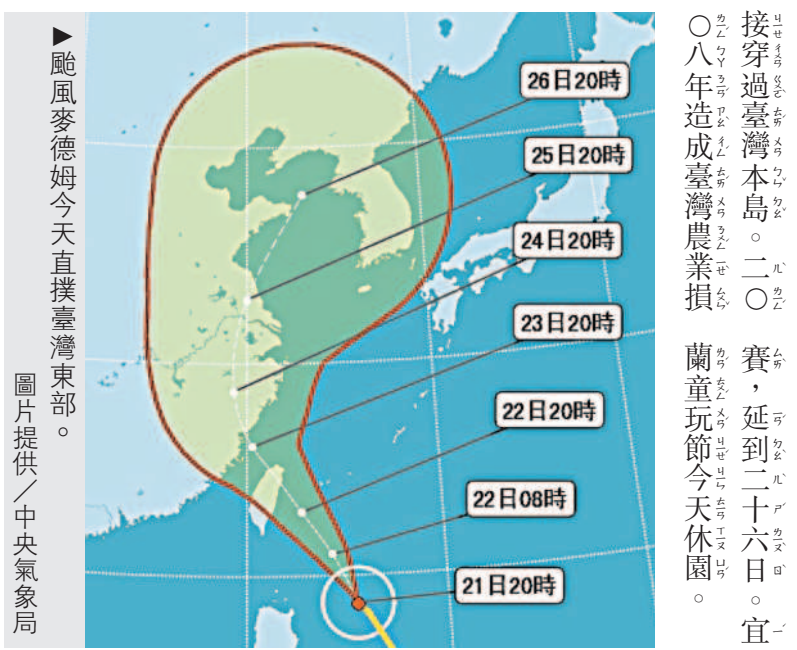 接穿過臺灣本島。二〇
〇八年造成臺灣農業損
賽，延到二十六日。宜
蘭童玩節今天休園。
26日20時
25日20時
24日20時
23日20時
22日20時
22日08時
21日20時
▶颱風麥德姆今天直撲臺灣東部。
圖片提供／中央氣象局